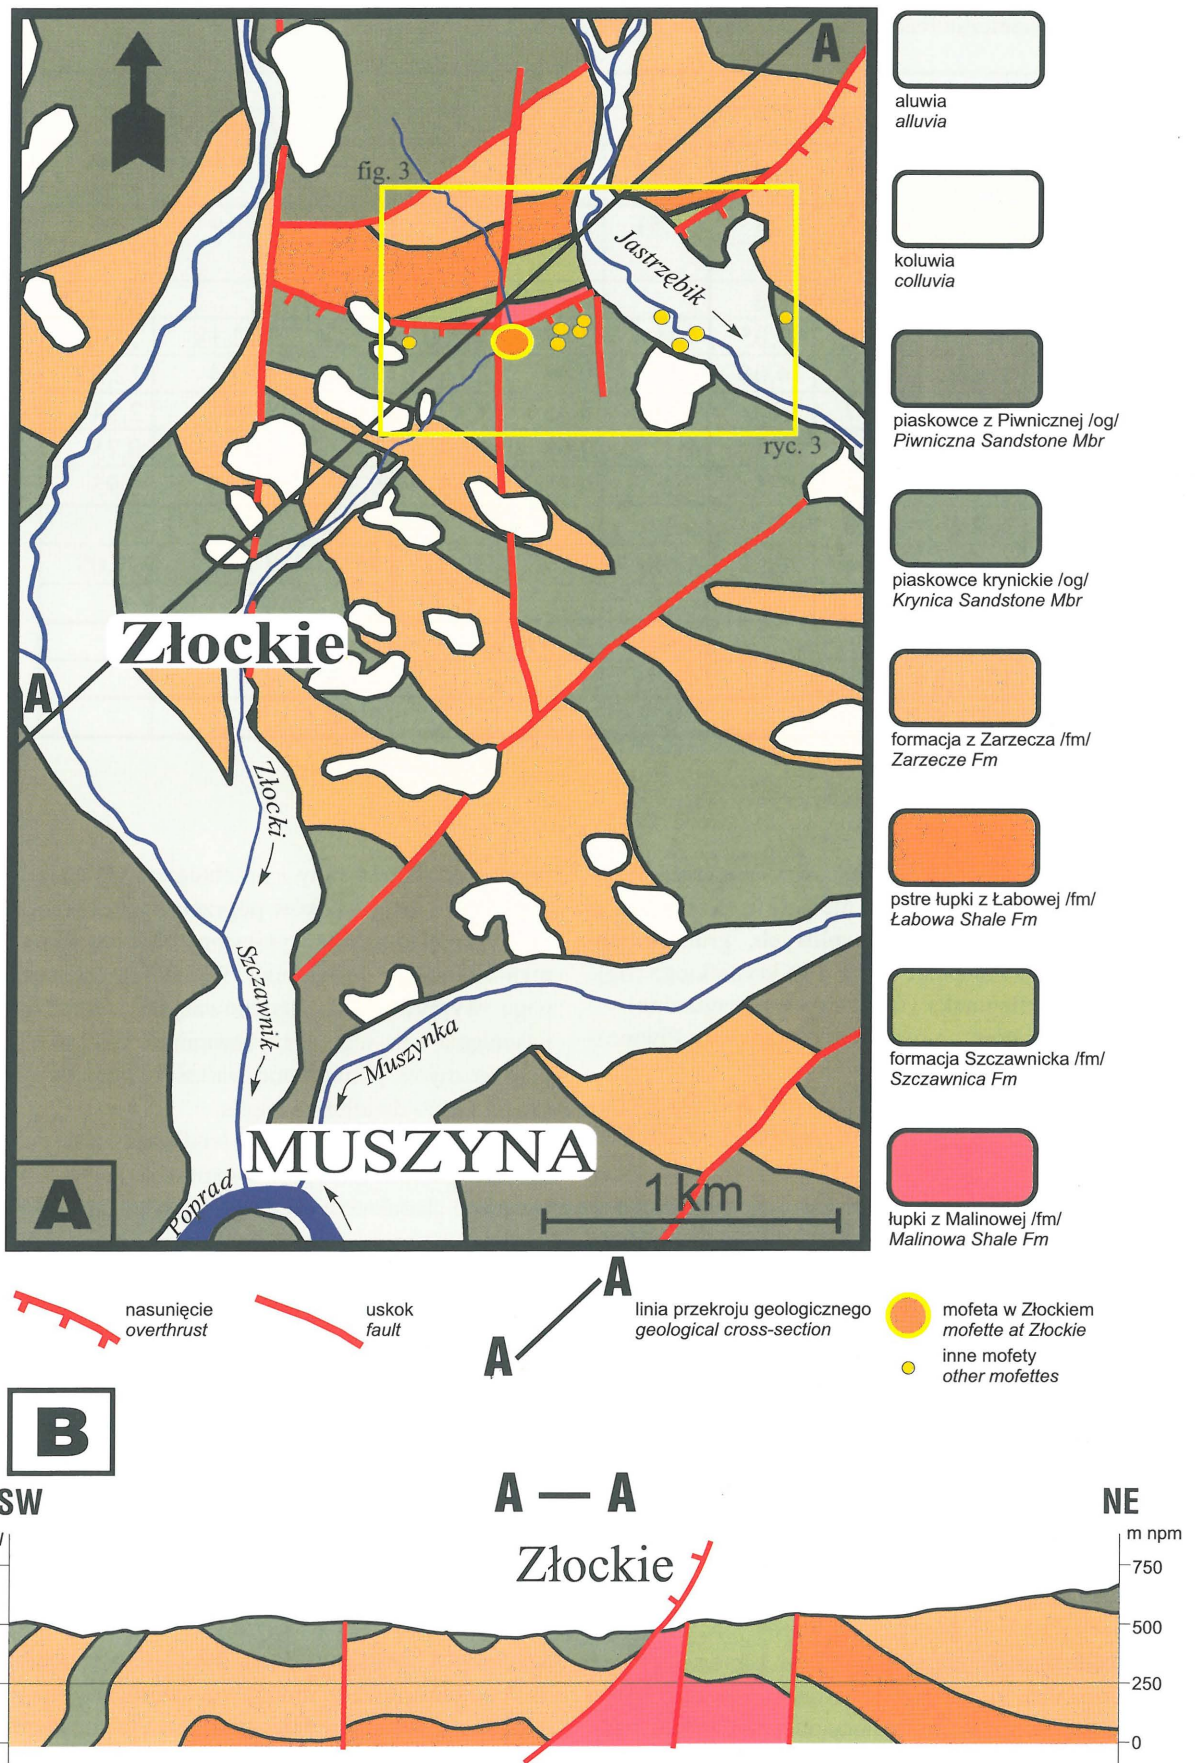 A
fig. 3
Jastrzębik
ryc. 3
Złockie
A
Złocki
Szczawnik
Muszynka
MUSZYNA
Poprad
1 km
A
aluwia
alluvia
koluwia
colluvia
piaskowce z Piwnicznej /og/
Piwniczna Sandstone Mbr
piaskowce krynickie /og/
Krynica Sandstone Mbr
formacja z Zarzecza /fm/
Zarzecze Fm
pstre łupki z Łabowej /fm/
Łabowa Shale Fm
formacja Szczawnicka /fm/
Szczawnica Fm
łupki z Malinowej /fm/
Malinowa Shale Fm
nasunięcie
overthrust
uskok
fault
A
A
linia przekroju geologicznego
geological cross-section
mofeta w Złockiem
mofette at Złockie
inne mofety
other mofettes
B
A — A
SW
NE
m npm
Złockie
750
500
250
0